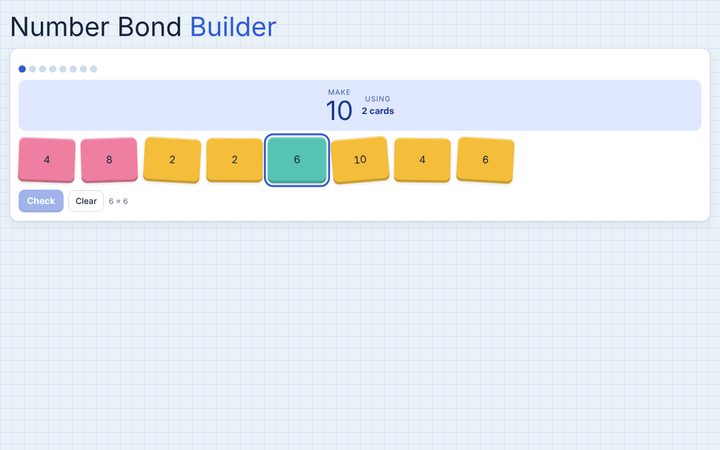 Number Bond Builder
MAKE
10
USING
2 cards
4 8 2 2 6 10 4 6
Check Clear 6 = 6